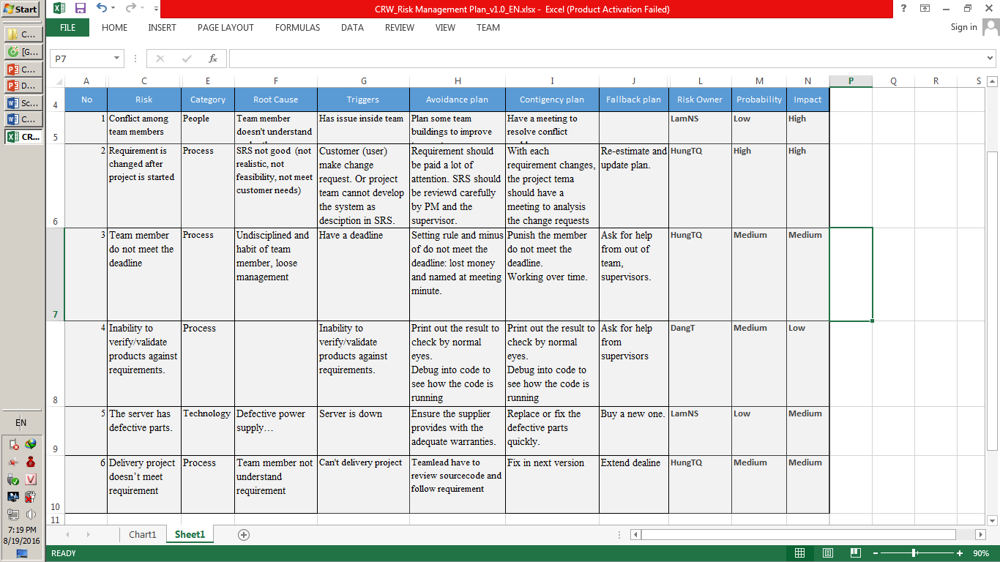 Start
CRW_Risk Management Plan_v1.0_EN.xlsx - Excel (Product Activation Failed)
?
FILE
HOME
INSERT
PAGE LAYOUT
FORMULAS
DATA
REVIEW
VIEW
TEAM
Sign in
C...
[G...
C...
D...
Sc...
C...
CR...
P7
fx
A
C
E
F
G
H
I
J
L
M
N
P
Q
R
S
4
No
Risk
Category
Root Cause
Triggers
Avoidance plan
Contigency plan
Fallback plan
Risk Owner
Probability
Impact
5
1
Conflict among
team members
People
Team member
doesn't understand
Has issue inside team
Plan some team
buildings to improve
Have a meeting to
resolve conflict
LamNS
Low
High
6
2
Requirement is
changed after
project is started
Process
SRS not good (not
realistic, not
feasibility, not meet
customer needs)
Customer (user)
make change
request. Or project
team cannot develop
the system as
desciption in SRS.
Requirement should
be paid a lot of
attention. SRS should
be reviewd carefully
by PM and the
supervisor.
With each
requirement changes,
the project tema
should have a
meeting to analysis
the change requests
Re-estimate and
update plan.
HungTQ
High
High
7
3
Team member
do not meet the
deadline
Process
Undisciplined and
habit of team
member, loose
management
Have a deadline
Setting rule and minus
of do not meet the
deadline: lost money
and named at meeting
minute.
Punish the member
do not meet the
deadline.
Working over time.
Ask for help
from out of
team,
supervisors.
HungTQ
Medium
Medium
8
4
Inability to
verify/validate
products against
requirements.
Process
Inability to
verify/validate
products against
requirements.
Print out the result to
check by normal
eyes.
Debug into code to
see how the code is
running
Print out the result to
check by normal
eyes.
Debug into code to
see how the code is
running
Ask for help
from
supervisors
DangT
Medium
Low
9
5
The server has
defective parts.
Technology
Defective power
supply…
Server is down
Ensure the supplier
provides with the
adequate warranties.
Replace or fix the
defective parts
quickly.
Buy a new one.
LamNS
Low
Medium
10
6
Delivery project
doesn’t meet
requirement
Process
Team member not
understand
requirement
Can't delivery project
Teamlead have to
review sourcecode and
follow requirement
Fix in next version
Extend dealine
HungTQ
Medium
Medium
11
Chart1
Sheet1
READY
90%
EN
7:19 PM
8/19/2016